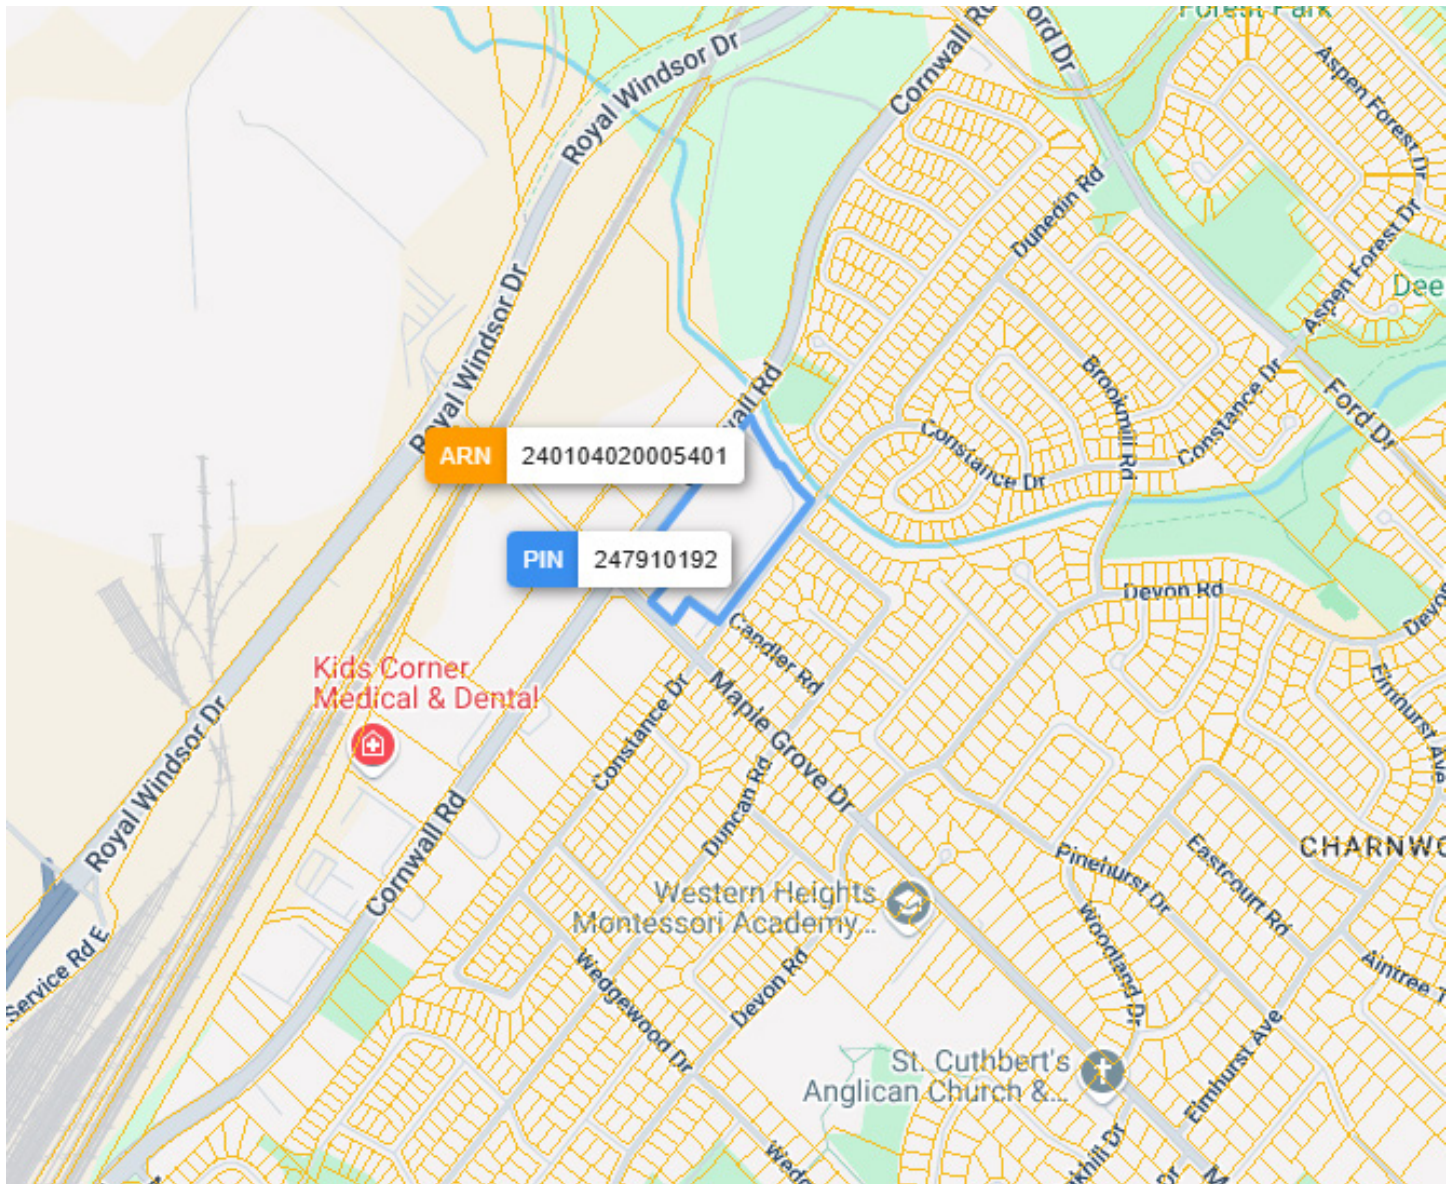 Forest Park
Royal Windsor Dr
Cornwall Rd
ord Dr
Aspen Forest Dr
Dunedin Rd
Aspen Forest Dr
Dee
Royal Windsor Dr
Brookmill Rd
Constance Dr
Ford Dr
wall Rd
Constance Dr
ARN 240104020005401
PIN 247910192
Devon Rd
Devo
Candler Rd
Kids Corner
Medical & Dental
Maple Grove Dr
Constance Dr
Elmhurst Ave
Royal Windsor Dr
Duncan Rd
Cornwall Rd
CHARNWO
Pinehurst Dr
Eastcourt Rd
Western Heights
Montessori Academy...
Woodland Dr
Service Rd E
Wedgewood Dr
Devon Rd
Aintree T
St. Cuthbert's
Anglican Church &...
Elmhurst Ave
khill Dr
Wedg
Dr
M